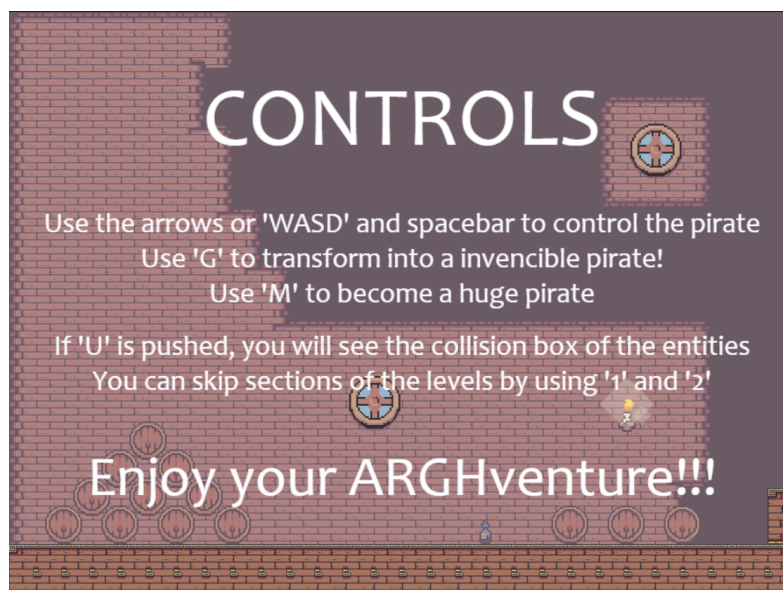 CONTROLS
Use the arrows or 'WASD' and spacebar to control the pirate
Use 'G' to transform into a invencible pirate!
Use 'M' to become a huge pirate
If 'U' is pushed, you will see the collision box of the entities
You can skip sections of the levels by using '1' and '2'
Enjoy your ARGHventure!!!